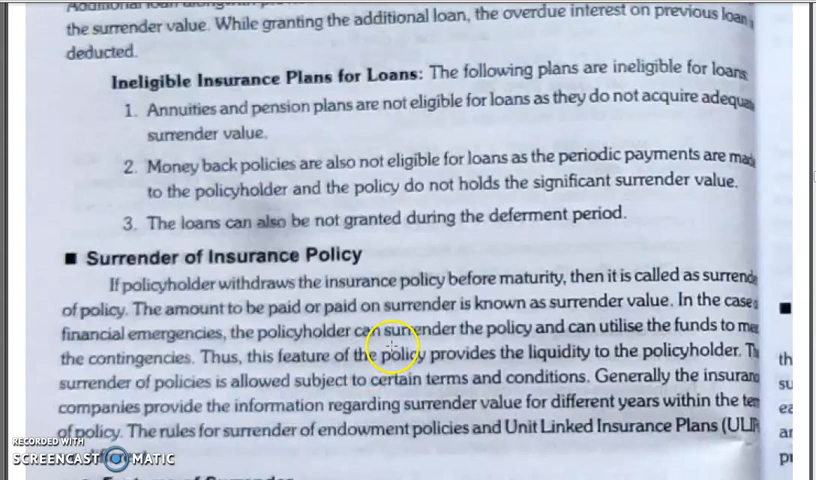 the surrender value. While granting the additional loan, the overdue interest on previous loan
deducted.
Ineligible Insurance Plans for Loans: The following plans are ineligible for loans
1. Annuities and pension plans are not eligible for loans as they do not acquire
surrender value.
2. Money back policies are also not eligible for loans as the periodic payments are
to the policyholder and the policy do not holds the significant surrender value.
3. The loans can also be not granted during the deferment period.
■ Surrender of Insurance Policy
If policyholder withdraws the insurance policy before maturity, then it is called as
of policy. The amount to be paid or paid on surrender is known as surrender value. In the case
financial emergencies, the policyholder can surrender the policy and can utilise the funds to
the contingencies. Thus, this feature of the policy provides the liquidity to the policyholder.
surrender of policies is allowed subject to certain terms and conditions. Generally the
companies provide the information regarding surrender value for different years within the
of policy. The rules for surrender of endowment policies and Unit Linked Insurance Plans
RECORDED WITH
SCREENCAST MATIC